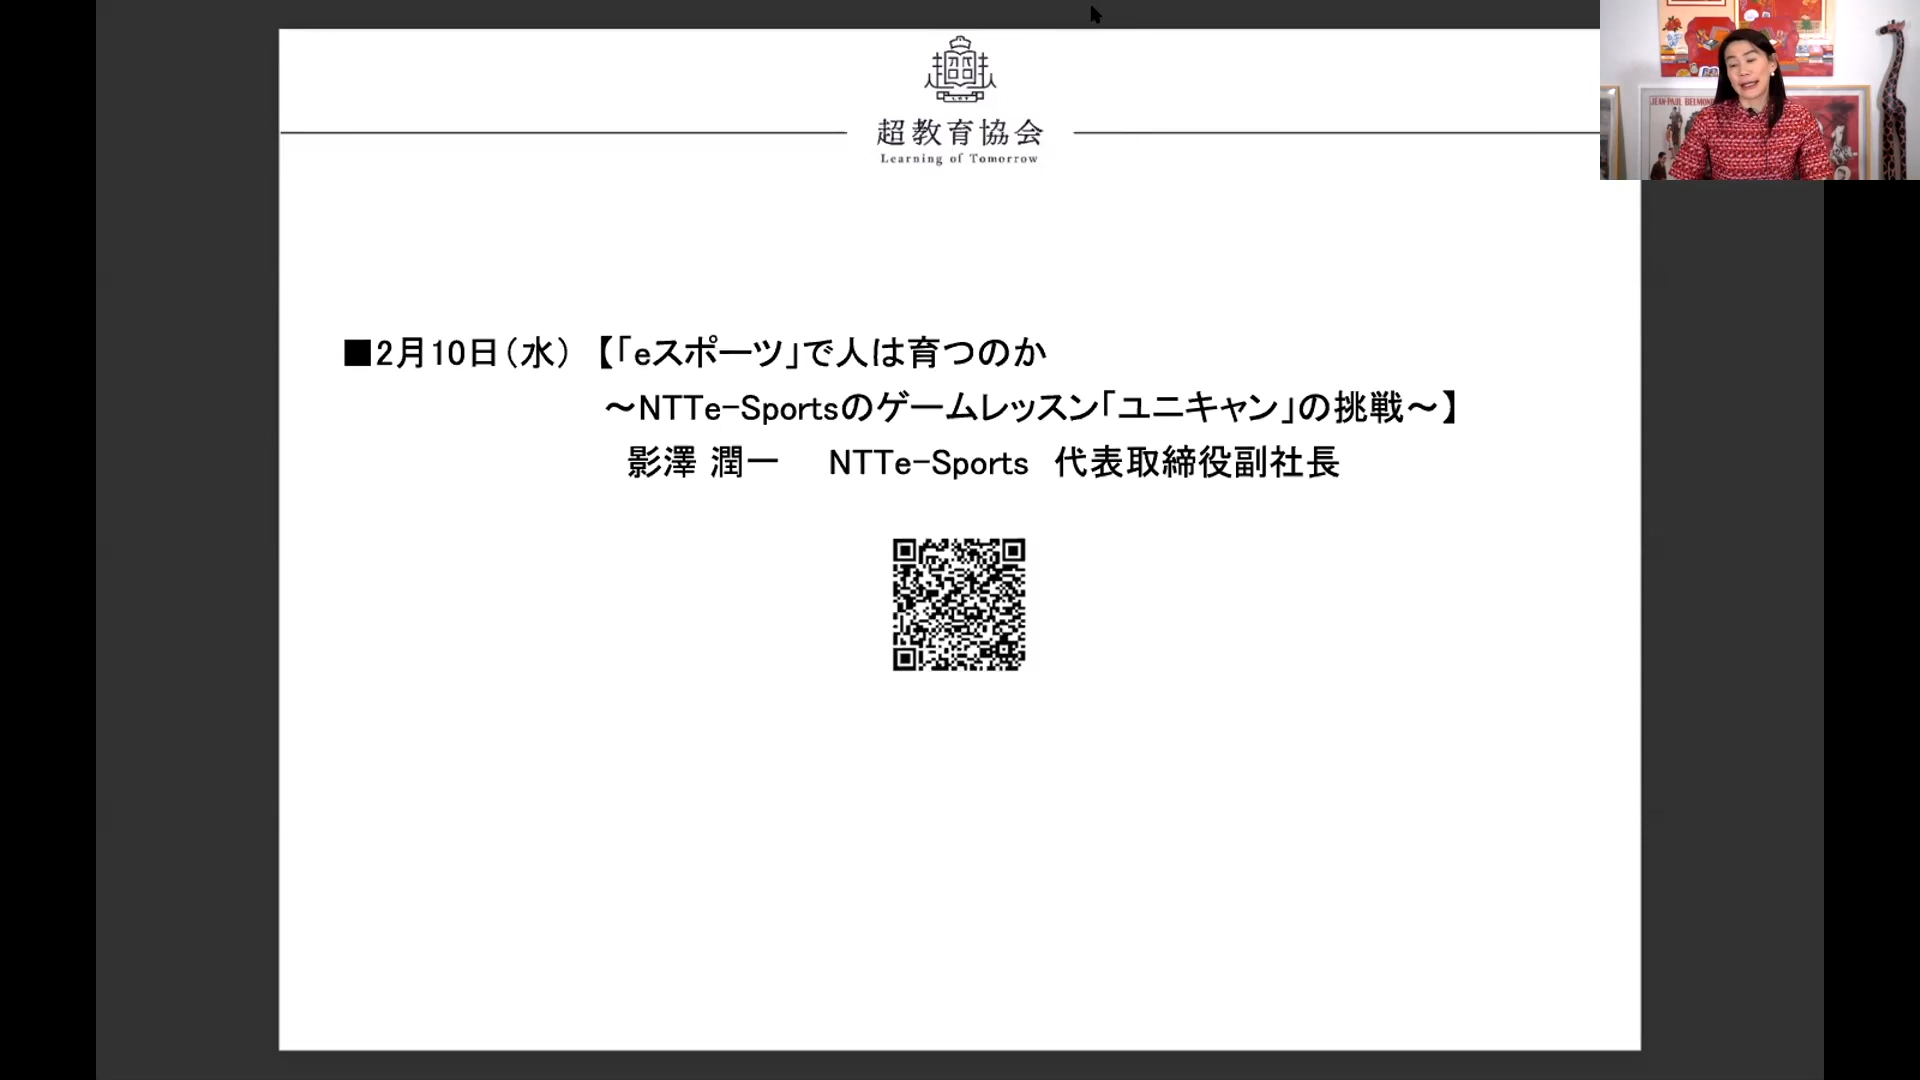 超教育協会
Learning of Tomorrow
JEAN-PAUL BELMON
■2月10日（水）【「eスポーツ」で人は育つのか
～NTTe-Sportsのゲームレッスン「ユニキャン」の挑戦～】
影澤 潤一　NTTe-Sports　代表取締役副社長